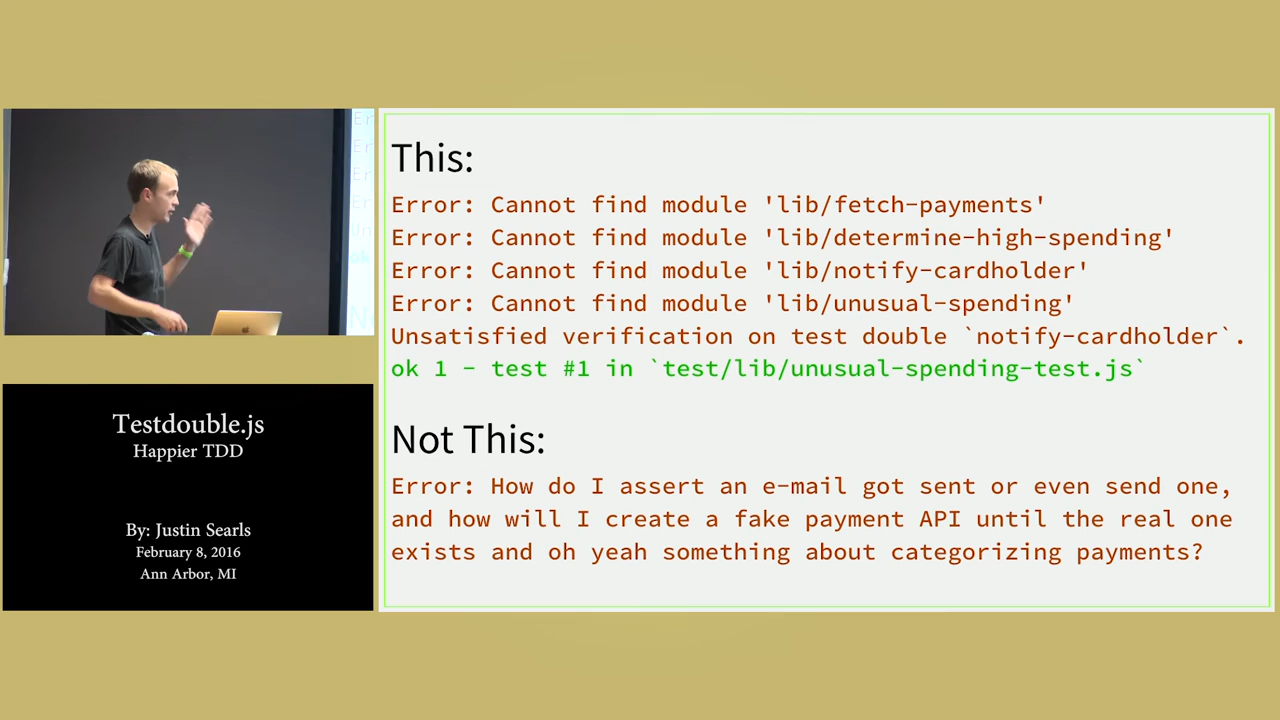 This:
Error: Cannot find module 'lib/fetch-payments'
Error: Cannot find module 'lib/determine-high-spending'
Error: Cannot find module 'lib/notify-cardholder'
Error: Cannot find module 'lib/unusual-spending'
Unsatisfied verification on test double `notify-cardholder`.
ok 1 - test #1 in `test/lib/unusual-spending-test.js`
Not This:
Error: How do I assert an e-mail got sent or even send one,
and how will I create a fake payment API until the real one
exists and oh yeah something about categorizing payments?
Testdouble.js
Happier TDD
By: Justin Searls
February 8, 2016
Ann Arbor, MI